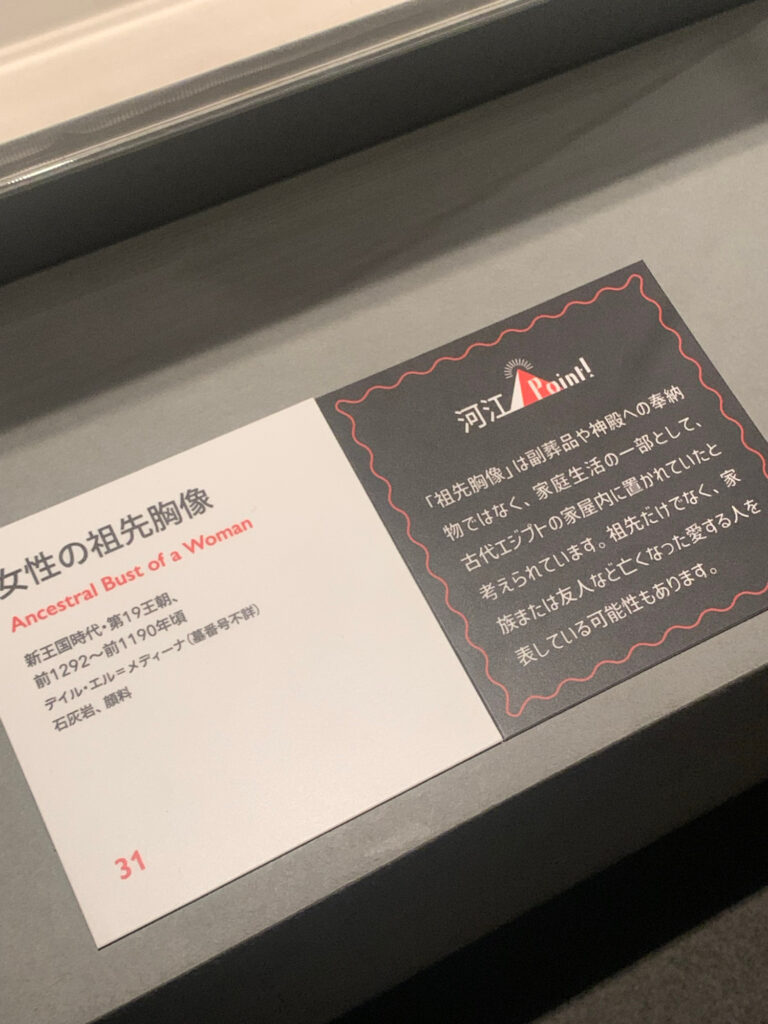 女性の祖先胸像
Ancestral Bust of a Woman
新王国時代・第19王朝、
前1292〜前1190年頃
デイル・エル=メディーナ（墓番号不詳）
石灰岩、顔料
31
河江Point!
「祖先胸像」は副葬品や神殿への奉納
物ではなく、家庭生活の一部として、
古代エジプトの家屋内に置かれていたと
考えられています。祖先だけでなく、家
族または友人など亡くなった愛する人を
表している可能性もあります。